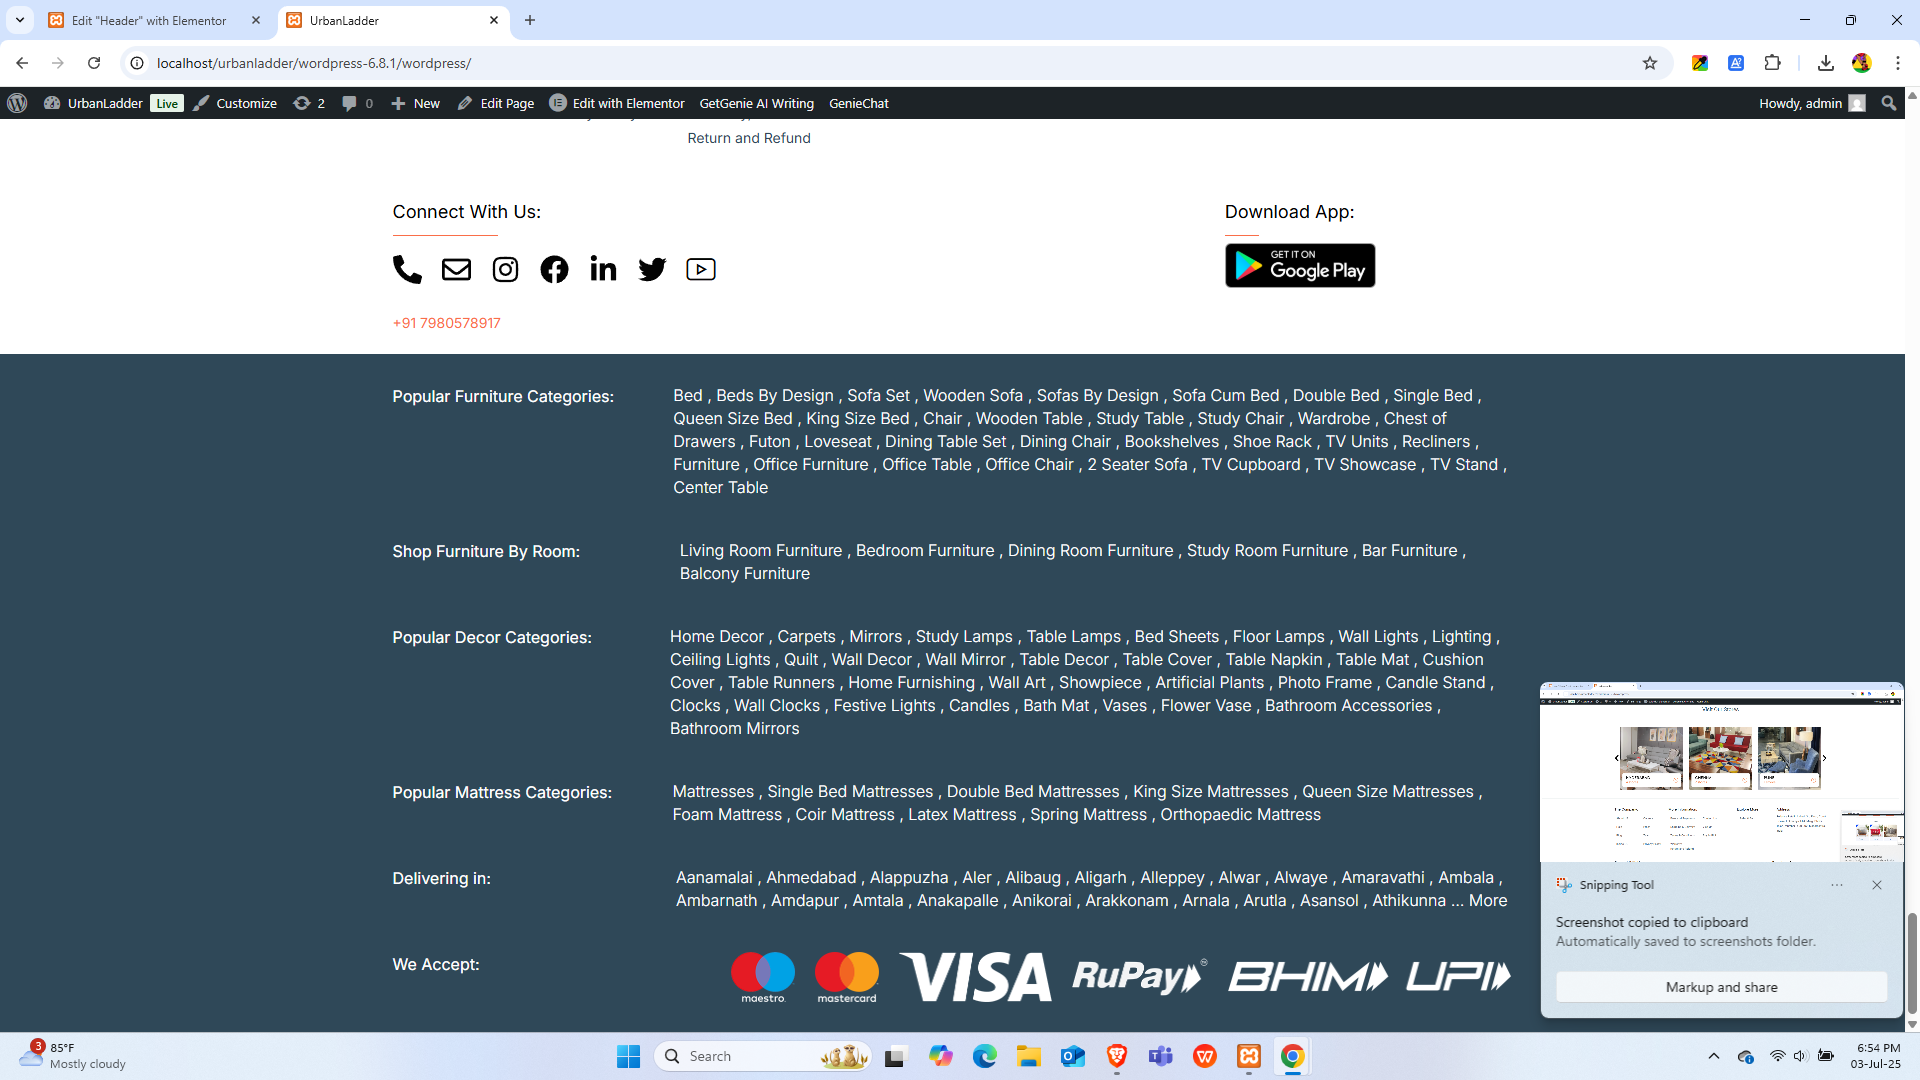 Edit "Header" with Elementor
UrbanLadder
localhost/urbanladder/wordpress-6.8.1/wordpress/
UrbanLadder Live Customize 2 0 New Edit Page Edit with Elementor GetGenie AI Writing GenieChat Howdy, admin
Return and Refund
Connect With Us:
Download App:
GET IT ON
Google Play
+91 7980578917
Popular Furniture Categories:
Bed , Beds By Design , Sofa Set , Wooden Sofa , Sofas By Design , Sofa Cum Bed , Double Bed , Single Bed ,
Queen Size Bed , King Size Bed , Chair , Wooden Table , Study Table , Study Chair , Wardrobe , Chest of
Drawers , Futon , Loveseat , Dining Table Set , Dining Chair , Bookshelves , Shoe Rack , TV Units , Recliners ,
Furniture , Office Furniture , Office Table , Office Chair , 2 Seater Sofa , TV Cupboard , TV Showcase , TV Stand ,
Center Table
Shop Furniture By Room:
Living Room Furniture , Bedroom Furniture , Dining Room Furniture , Study Room Furniture , Bar Furniture ,
Balcony Furniture
Popular Decor Categories:
Home Decor , Carpets , Mirrors , Study Lamps , Table Lamps , Bed Sheets , Floor Lamps , Wall Lights , Lighting ,
Ceiling Lights , Quilt , Wall Decor , Wall Mirror , Table Decor , Table Cover , Table Napkin , Table Mat , Cushion
Cover , Table Runners , Home Furnishing , Wall Art , Showpiece , Artificial Plants , Photo Frame , Candle Stand ,
Clocks , Wall Clocks , Festive Lights , Candles , Bath Mat , Vases , Flower Vase , Bathroom Accessories ,
Bathroom Mirrors
Popular Mattress Categories:
Mattresses , Single Bed Mattresses , Double Bed Mattresses , King Size Mattresses , Queen Size Mattresses ,
Foam Mattress , Coir Mattress , Latex Mattress , Spring Mattress , Orthopaedic Mattress
Delivering in:
Aanamalai , Ahmedabad , Alappuzha , Aler , Alibaug , Aligarh , Alleppey , Alwar , Alwaye , Amaravathi , Ambala ,
Ambarnath , Amdapur , Amtala , Anakapalle , Anikorai , Arakkonam , Arnala , Arutla , Asansol , Athikunna ... More
We Accept:
maestro. mastercard VISA RuPay BHIM UPI
Visit Our Stores
Snipping Tool
Screenshot copied to clipboard
Automatically saved to screenshots folder.
Markup and share
3
85°F
Mostly cloudy
Search
6:54 PM
03-Jul-25